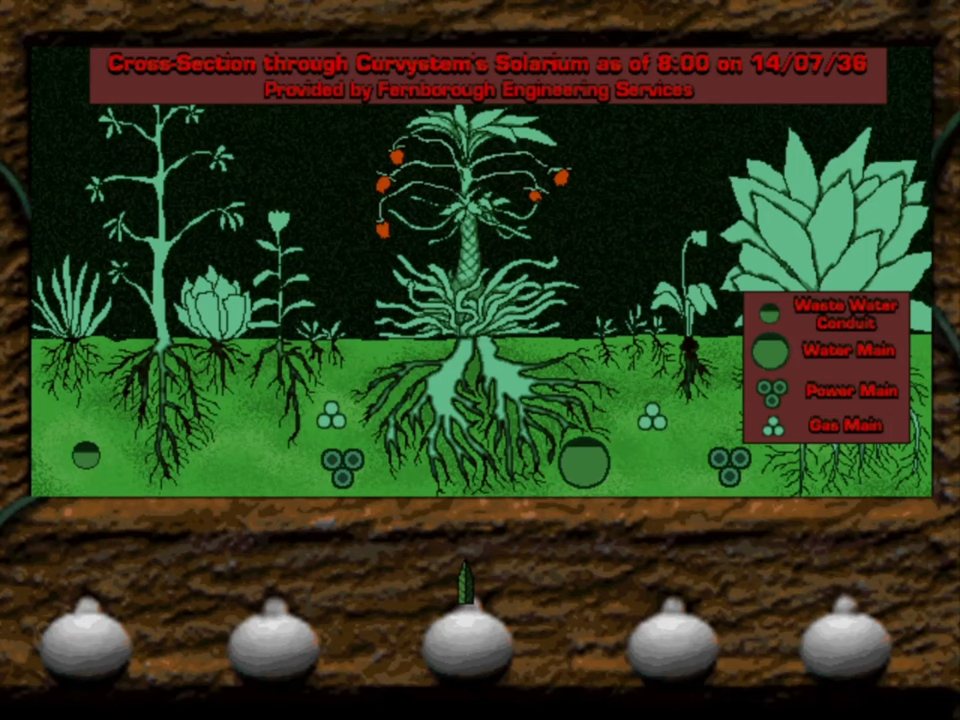 Cross-Section through Curvystem's Solarium as of 8:00 on 14/07/36
Provided by Fernborough Engineering Services
Waste Water
Conduit
Water Main
Power Main
Gas Main